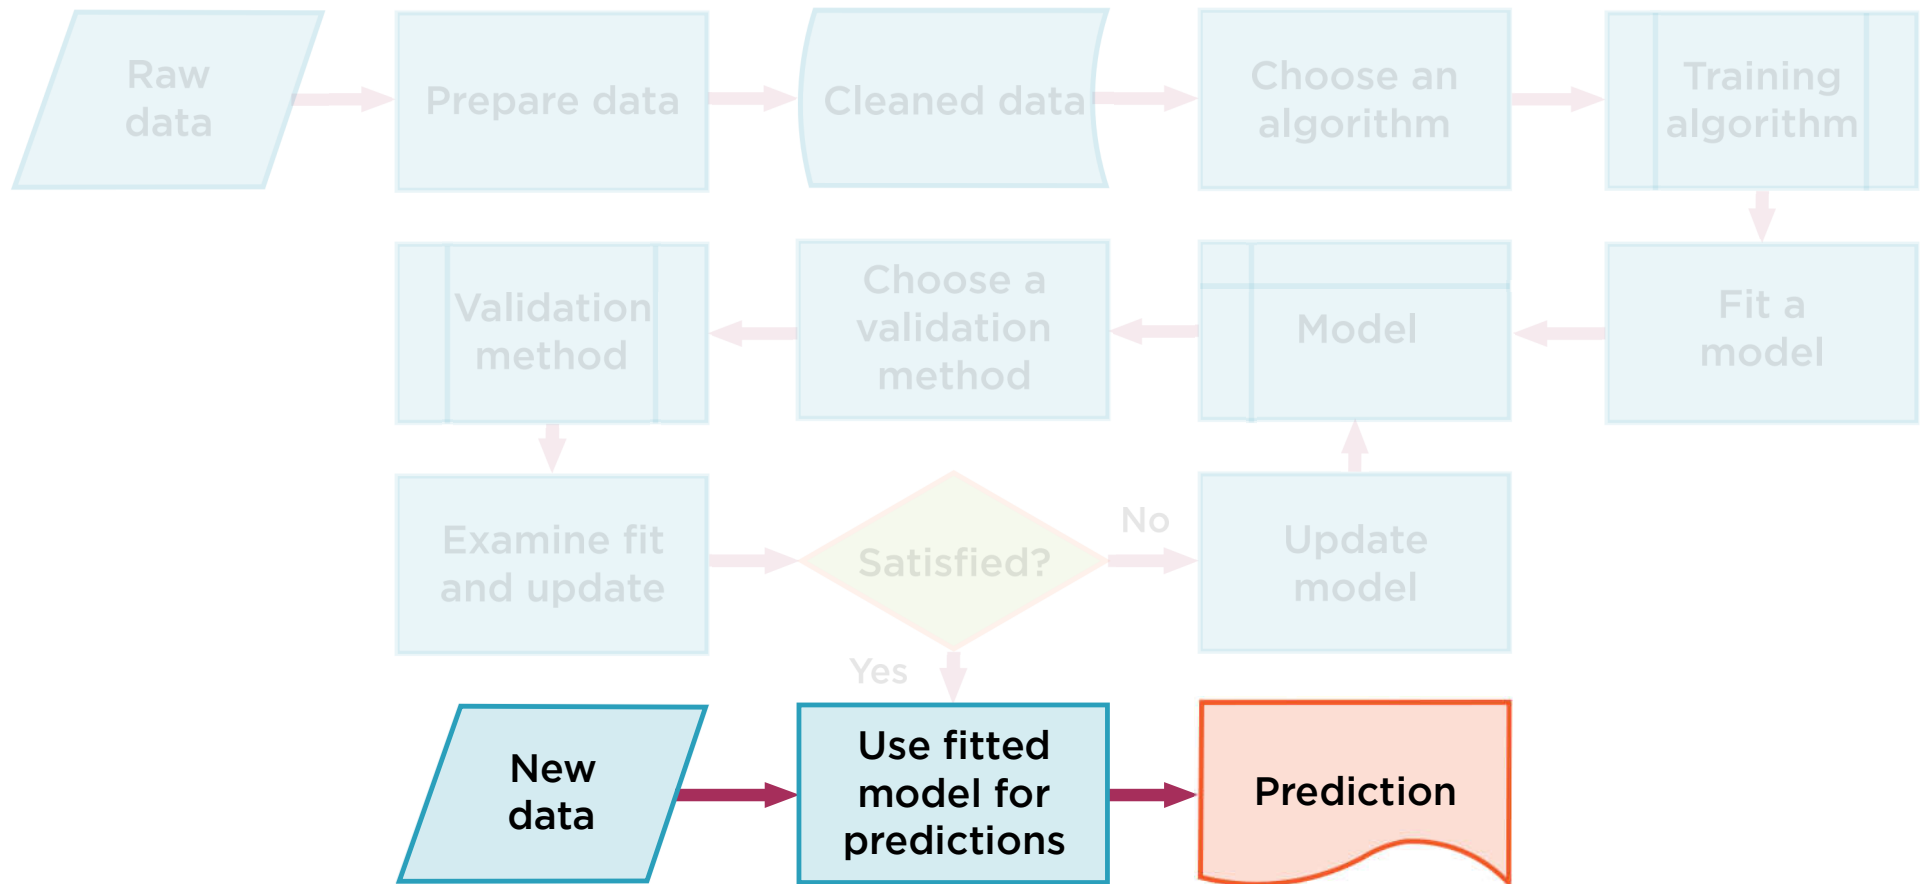 Raw
data
Prepare data
Cleaned data
Choose an
algorithm
Training
algorithm
Validation
method
Choose a
validation
method
Model
Fit a
model
Examine fit
and update
Satisfied?
No
Update
model
Yes
New
data
Use fitted
model for
predictions
Prediction